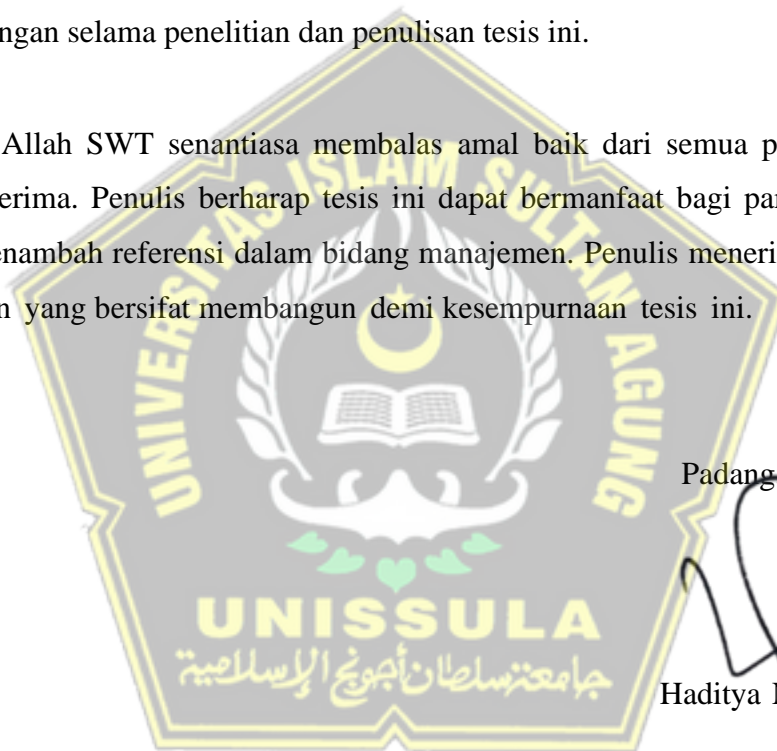 ngan selama penelitian dan penulisan tesis ini.
Allah SWT senantiasa membalas amal baik dari semua p
erima. Penulis berharap tesis ini dapat bermanfaat bagi par
enambah referensi dalam bidang manajemen. Penulis meneri
n yang bersifat membangun demi kesempurnaan tesis ini.
UNIVERSITAS ISLAM SULTAN AGUNG
Padang
UNISSULA
جامعة سلطان أجونج الإسلامية
Haditya